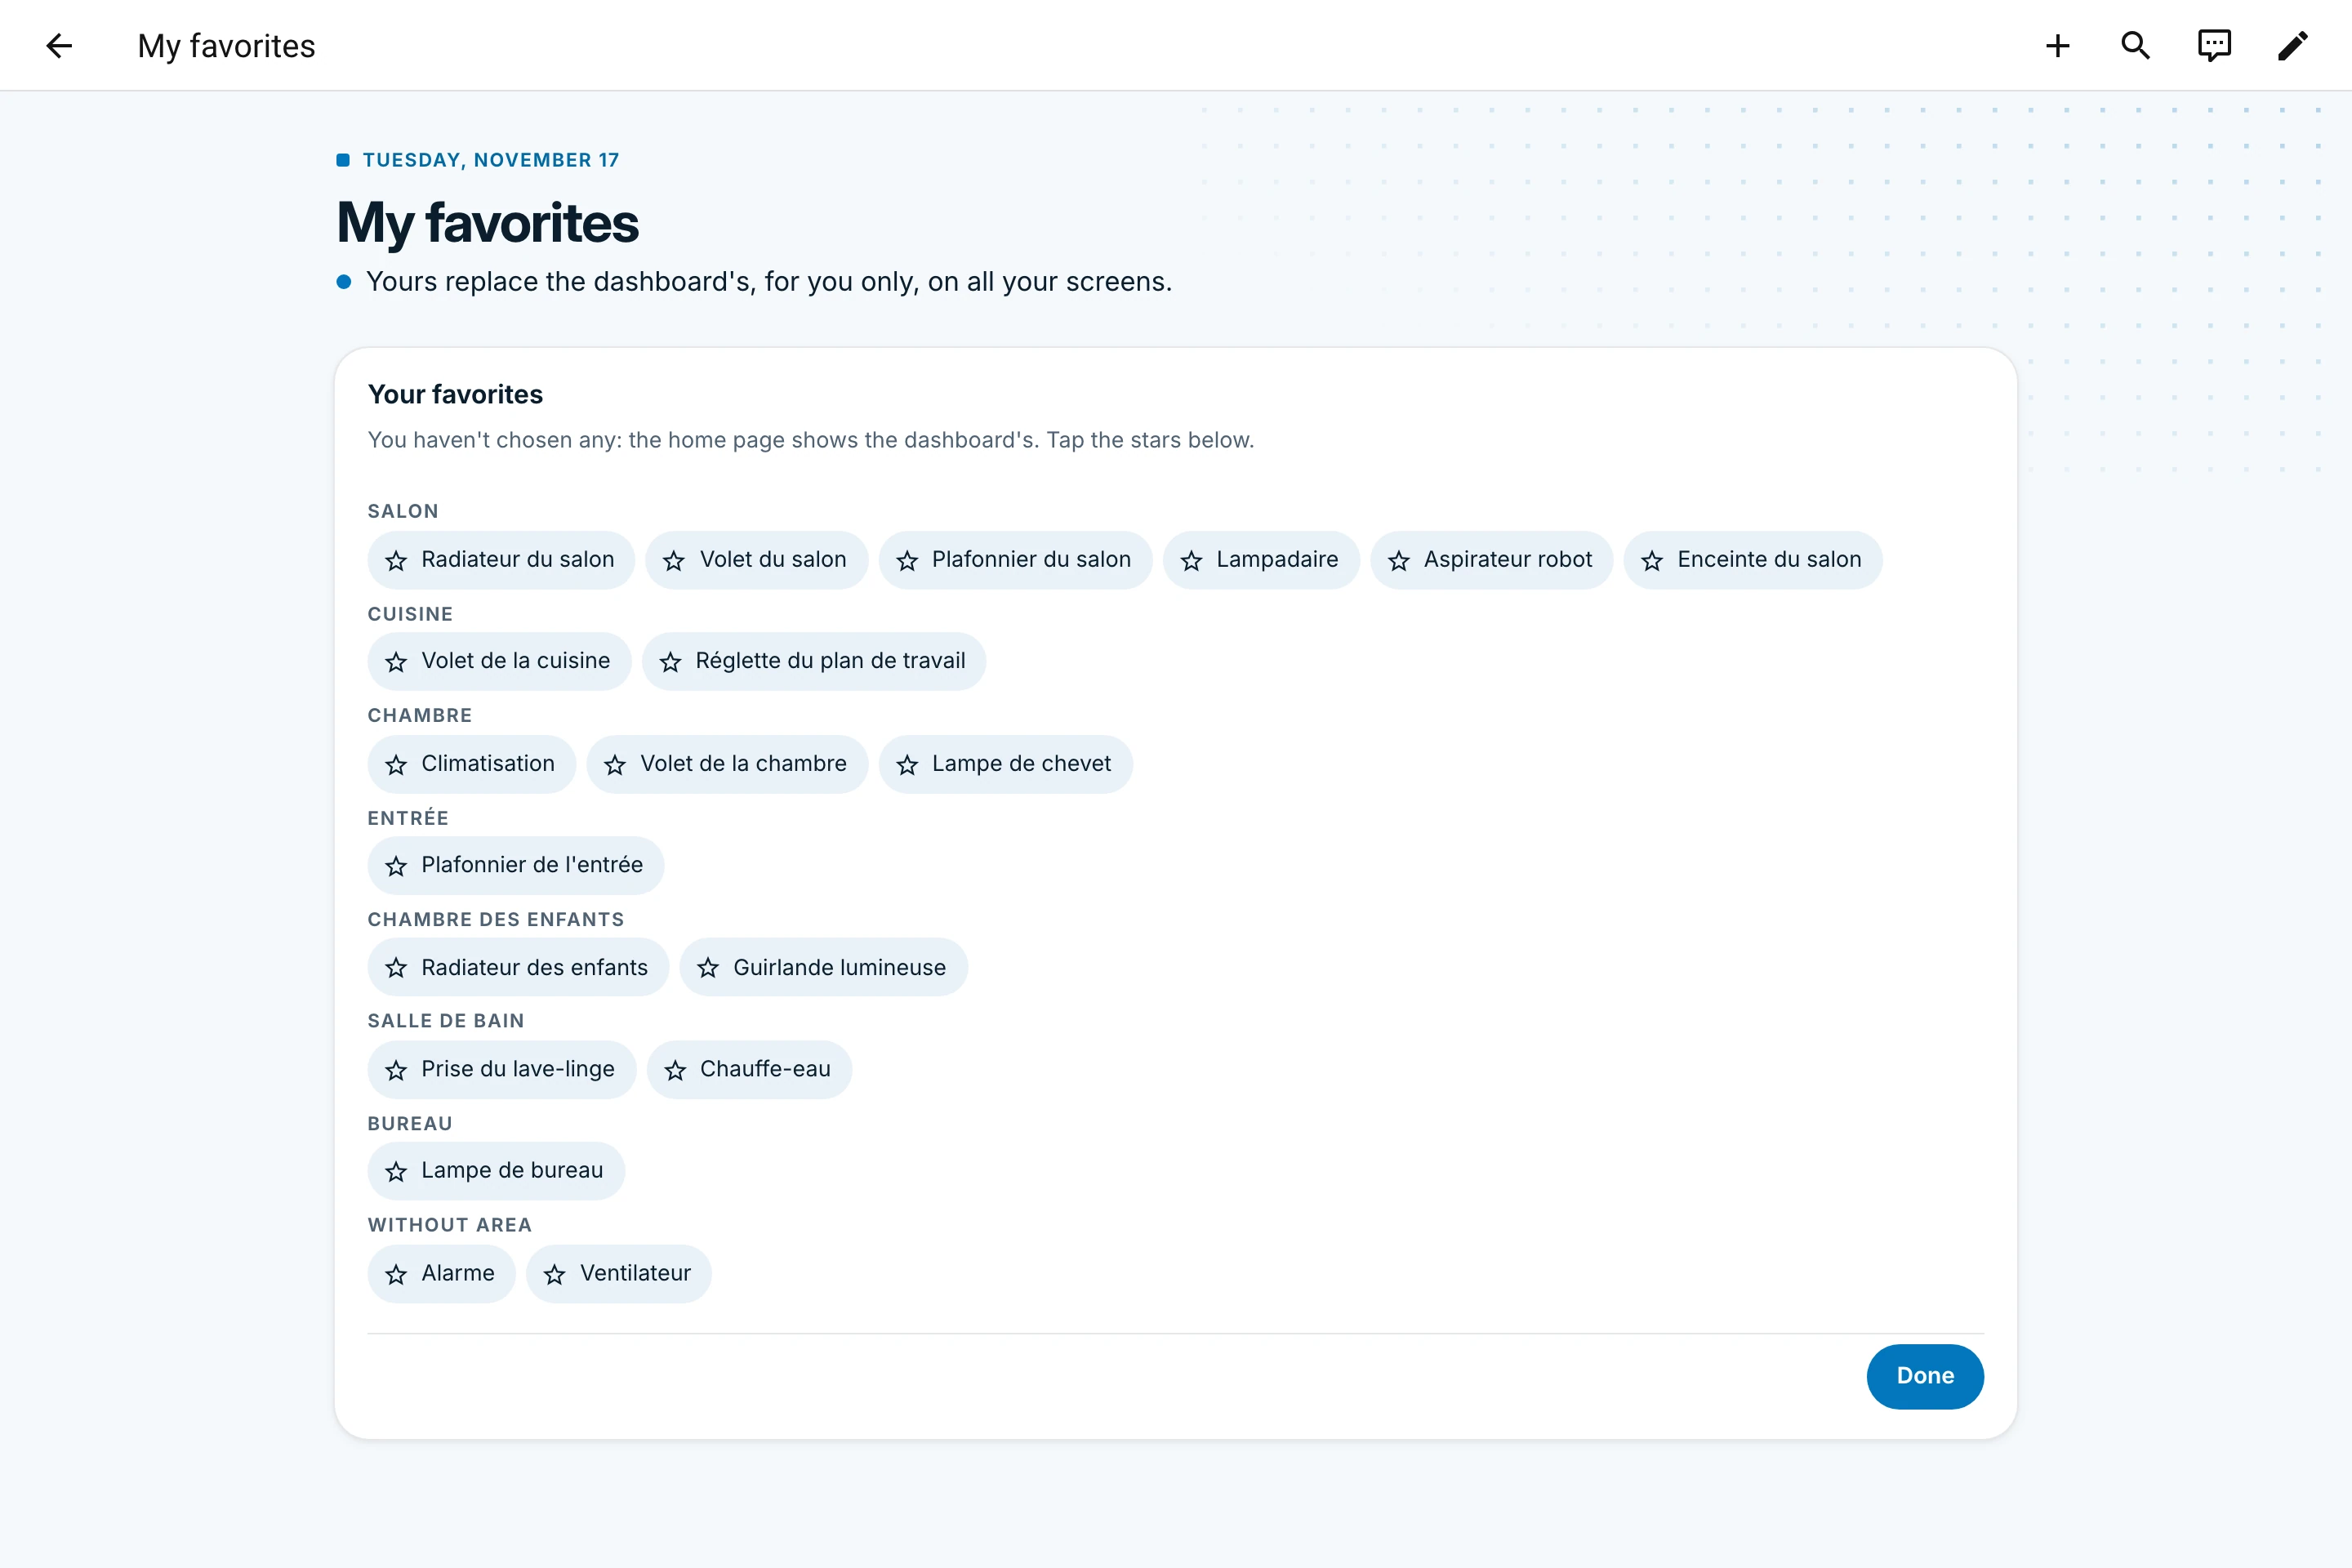 My favorites
TUESDAY, NOVEMBER 17
My favorites
Yours replace the dashboard's, for you only, on all your screens.
Your favorites
You haven't chosen any: the home page shows the dashboard's. Tap the stars below.
SALON
Radiateur du salon Volet du salon Plafonnier du salon Lampadaire Aspirateur robot Enceinte du salon
CUISINE
Volet de la cuisine Réglette du plan de travail
CHAMBRE
Climatisation Volet de la chambre Lampe de chevet
ENTRÉE
Plafonnier de l'entrée
CHAMBRE DES ENFANTS
Radiateur des enfants Guirlande lumineuse
SALLE DE BAIN
Prise du lave-linge Chauffe-eau
BUREAU
Lampe de bureau
WITHOUT AREA
Alarme Ventilateur
Done